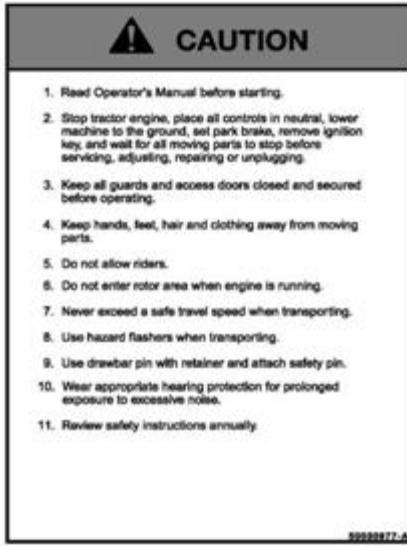 CAUTION
1. Read Operator's Manual before starting.
2. Stop tractor engine, place all controls in neutral, lower
machine to the ground, set park brake, remove ignition
key, and wait for all moving parts to stop before
servicing, adjusting, repairing or unplugging.
3. Keep all guards and access doors closed and secured
before operating.
4. Keep hands, feet, hair and clothing away from moving
parts.
5. Do not allow riders.
6. Do not enter rotor area when engine is running.
7. Never exceed a safe travel speed when transporting.
8. Use hazard flashers when transporting.
9. Use drawbar pin with retainer and attach safety pin.
10. Wear appropriate hearing protection for prolonged
exposure to excessive noise.
11. Review safety instructions annually.